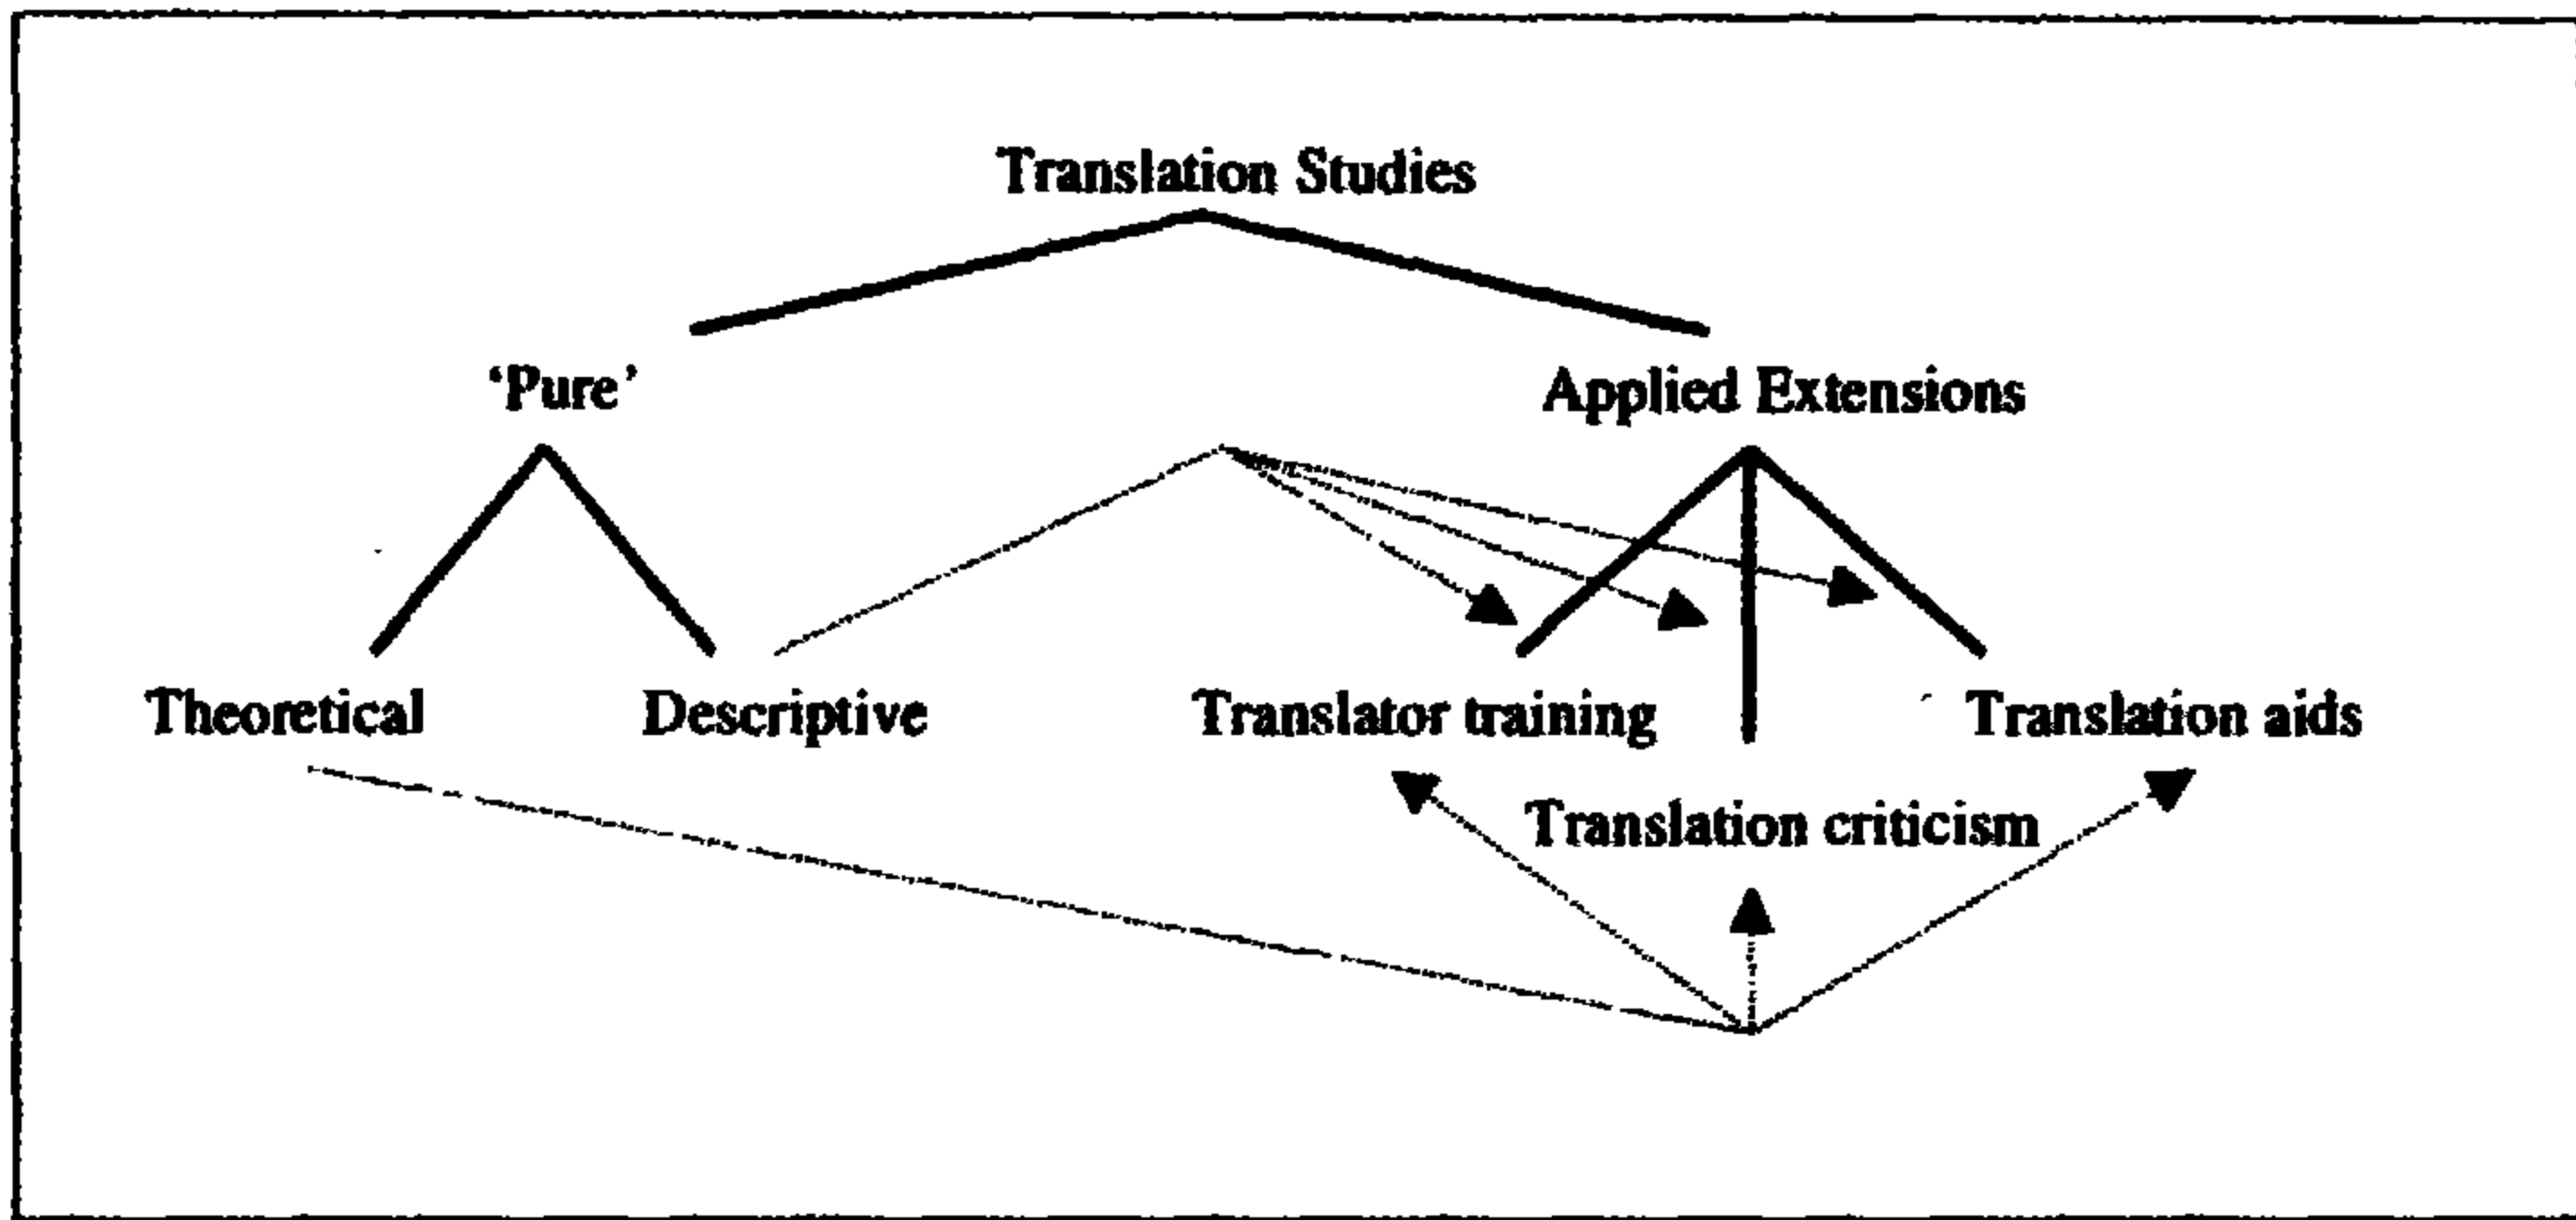 Translation Studies
‘Pure’
Applied Extensions
Theoretical
Descriptive
Translator training
Translation aids
Translation criticism